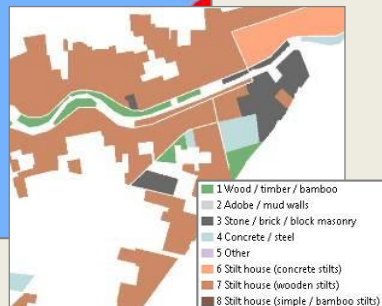 1 Wood / timber / bamboo
2 Adobe / mud walls
3 Stone / brick / block masonry
4 Concrete / steel
5 Other
6 Stilt house (concrete stilts)
7 Stilt house (wooden stilts)
8 Stilt house (simple / bamboo stilts)